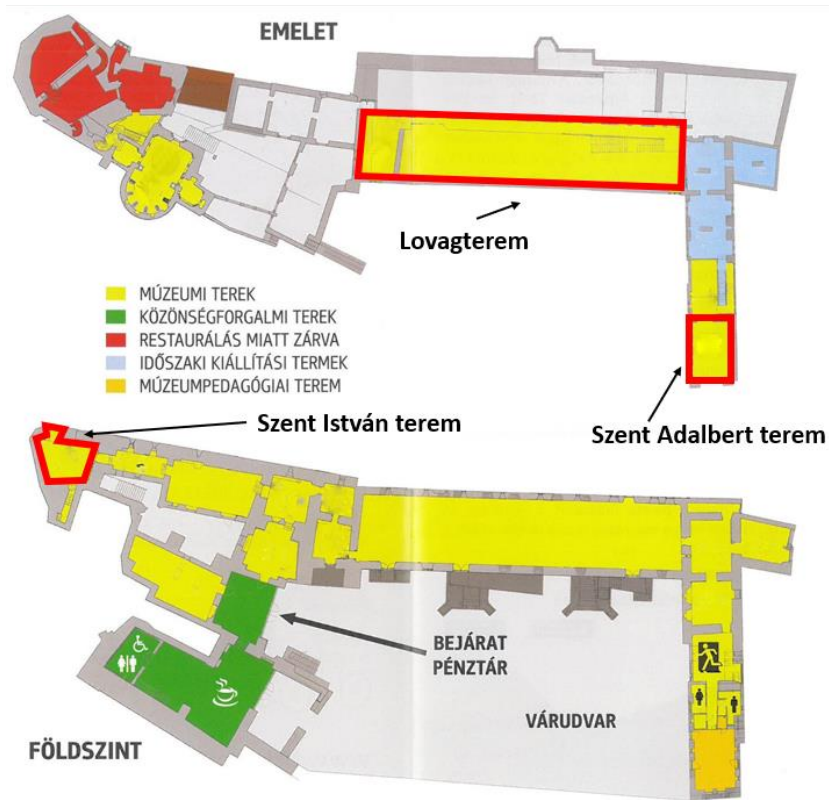 EMELET
Lovagterem
MÚZEUMI TEREK
KÖZÖNSÉGFORGALMI TEREK
RESTAURÁLÁS MIATT ZÁRVA
IDŐSZAKI KIÁLLÍTÁSI TERMEK
MÚZEUMPEDAGÓGIAI TEREM
Szent István terem
Szent Adalbert terem
BEJÁRAT
PÉNZTÁR
VÁRUDVAR
FÖLDSZINT